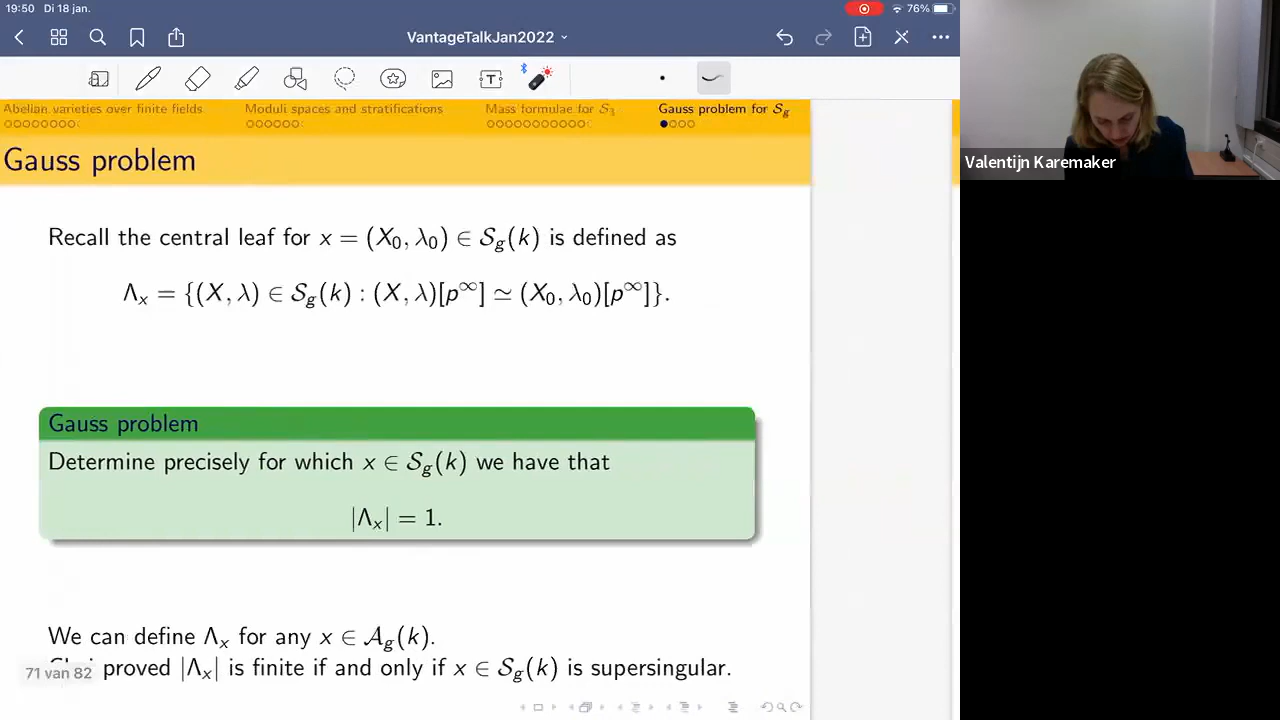 19:50 Di 18 jan.
76%
VantageTalkJan2022
Abelian varieties over finite fields Moduli spaces and stratifications Mass formulae for S₃ Gauss problem for S_g
Gauss problem
Recall the central leaf for x = (X₀, λ₀) ∈ S_g(k) is defined as
Λ_x = {(X, λ) ∈ S_g(k) : (X, λ)[p^∞] ≃ (X₀, λ₀)[p^∞]}.
Gauss problem
Determine precisely for which x ∈ S_g(k) we have that
|Λ_x| = 1.
We can define Λ_x for any x ∈ A_g(k).
proved |Λ_x| is finite if and only if x ∈ S_g(k) is supersingular.
71 van 82
Valentijn Karemaker